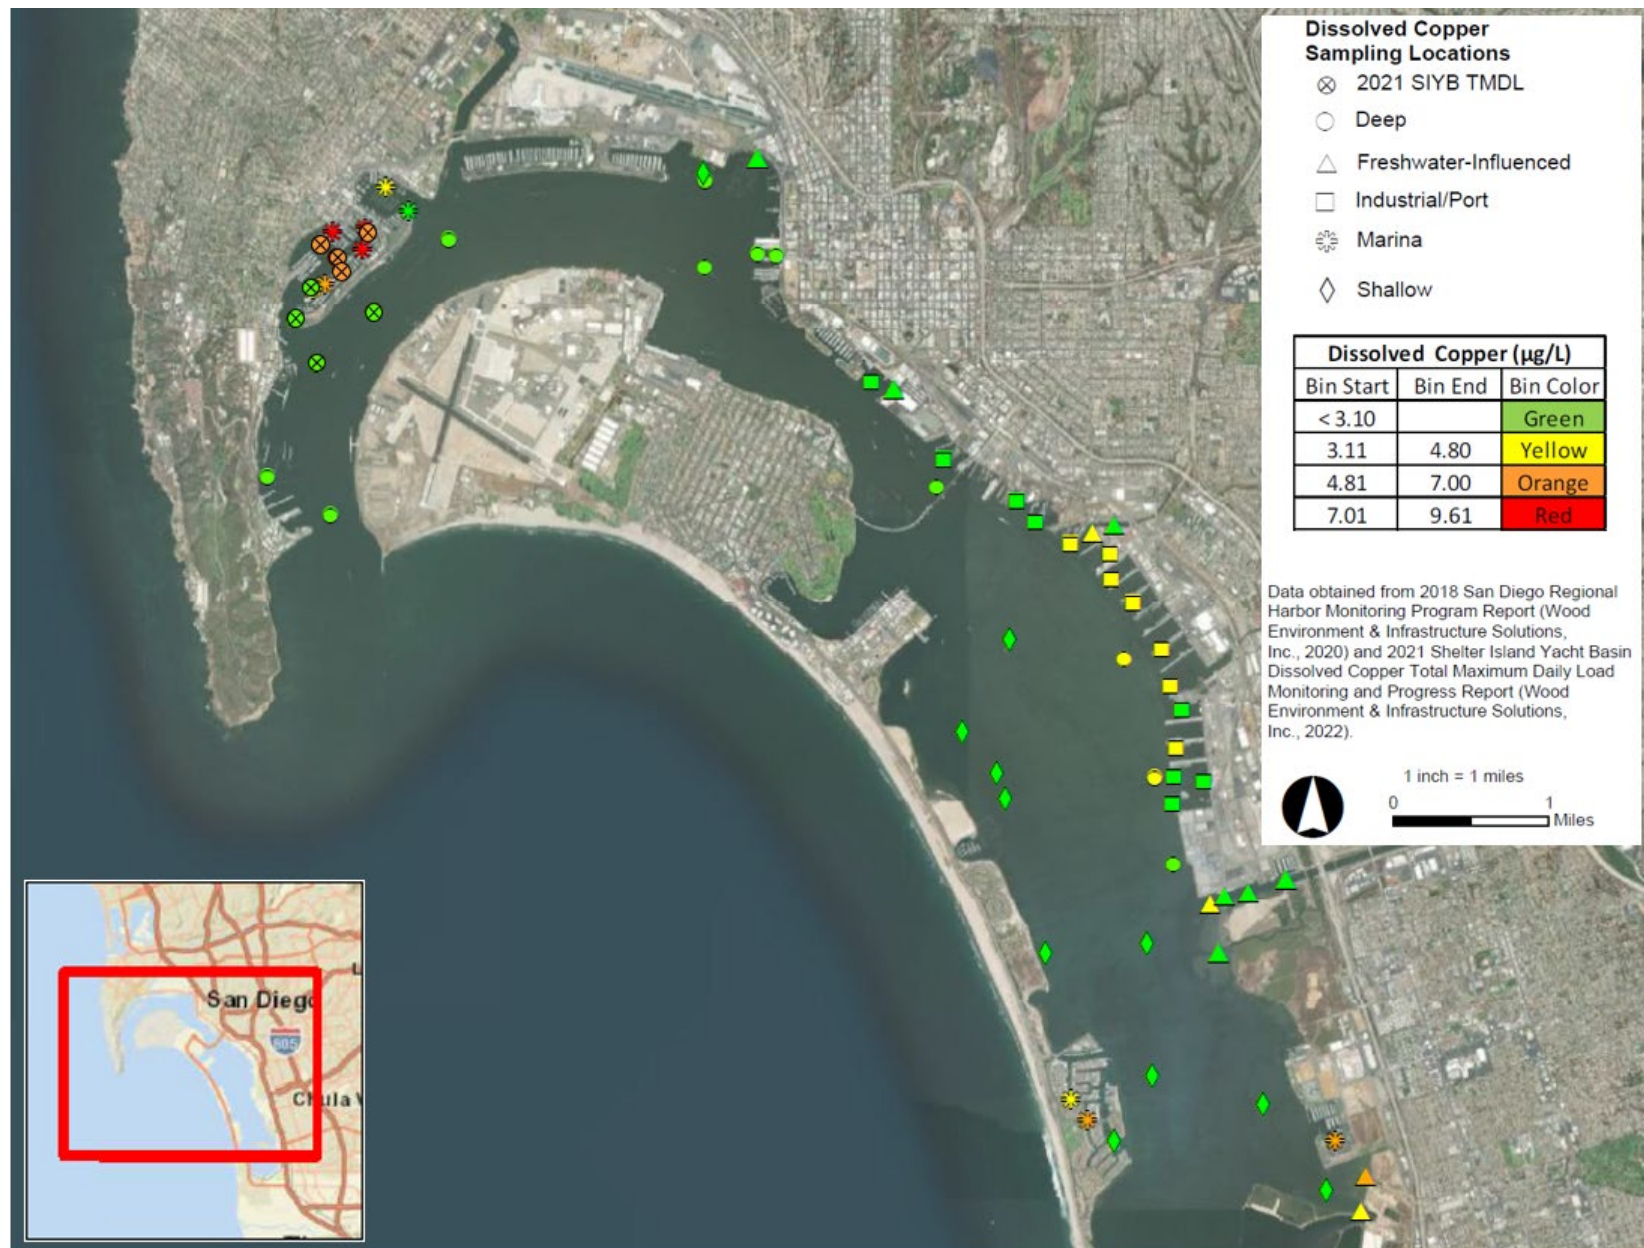 Dissolved Copper
Sampling Locations
2021 SIYB TMDL
Deep
Freshwater-Influenced
Industrial/Port
Marina
Shallow
Dissolved Copper (µg/L)
Bin Start Bin End Bin Color
< 3.10 Green
3.11 4.80 Yellow
4.81 7.00 Orange
7.01 9.61 Red
Data obtained from 2018 San Diego Regional
Harbor Monitoring Program Report (Wood
Environment & Infrastructure Solutions,
Inc., 2020) and 2021 Shelter Island Yacht Basin
Dissolved Copper Total Maximum Daily Load
Monitoring and Progress Report (Wood
Environment & Infrastructure Solutions,
Inc., 2022).
1 inch = 1 miles
0 1
Miles
San Diego
805
Chula V